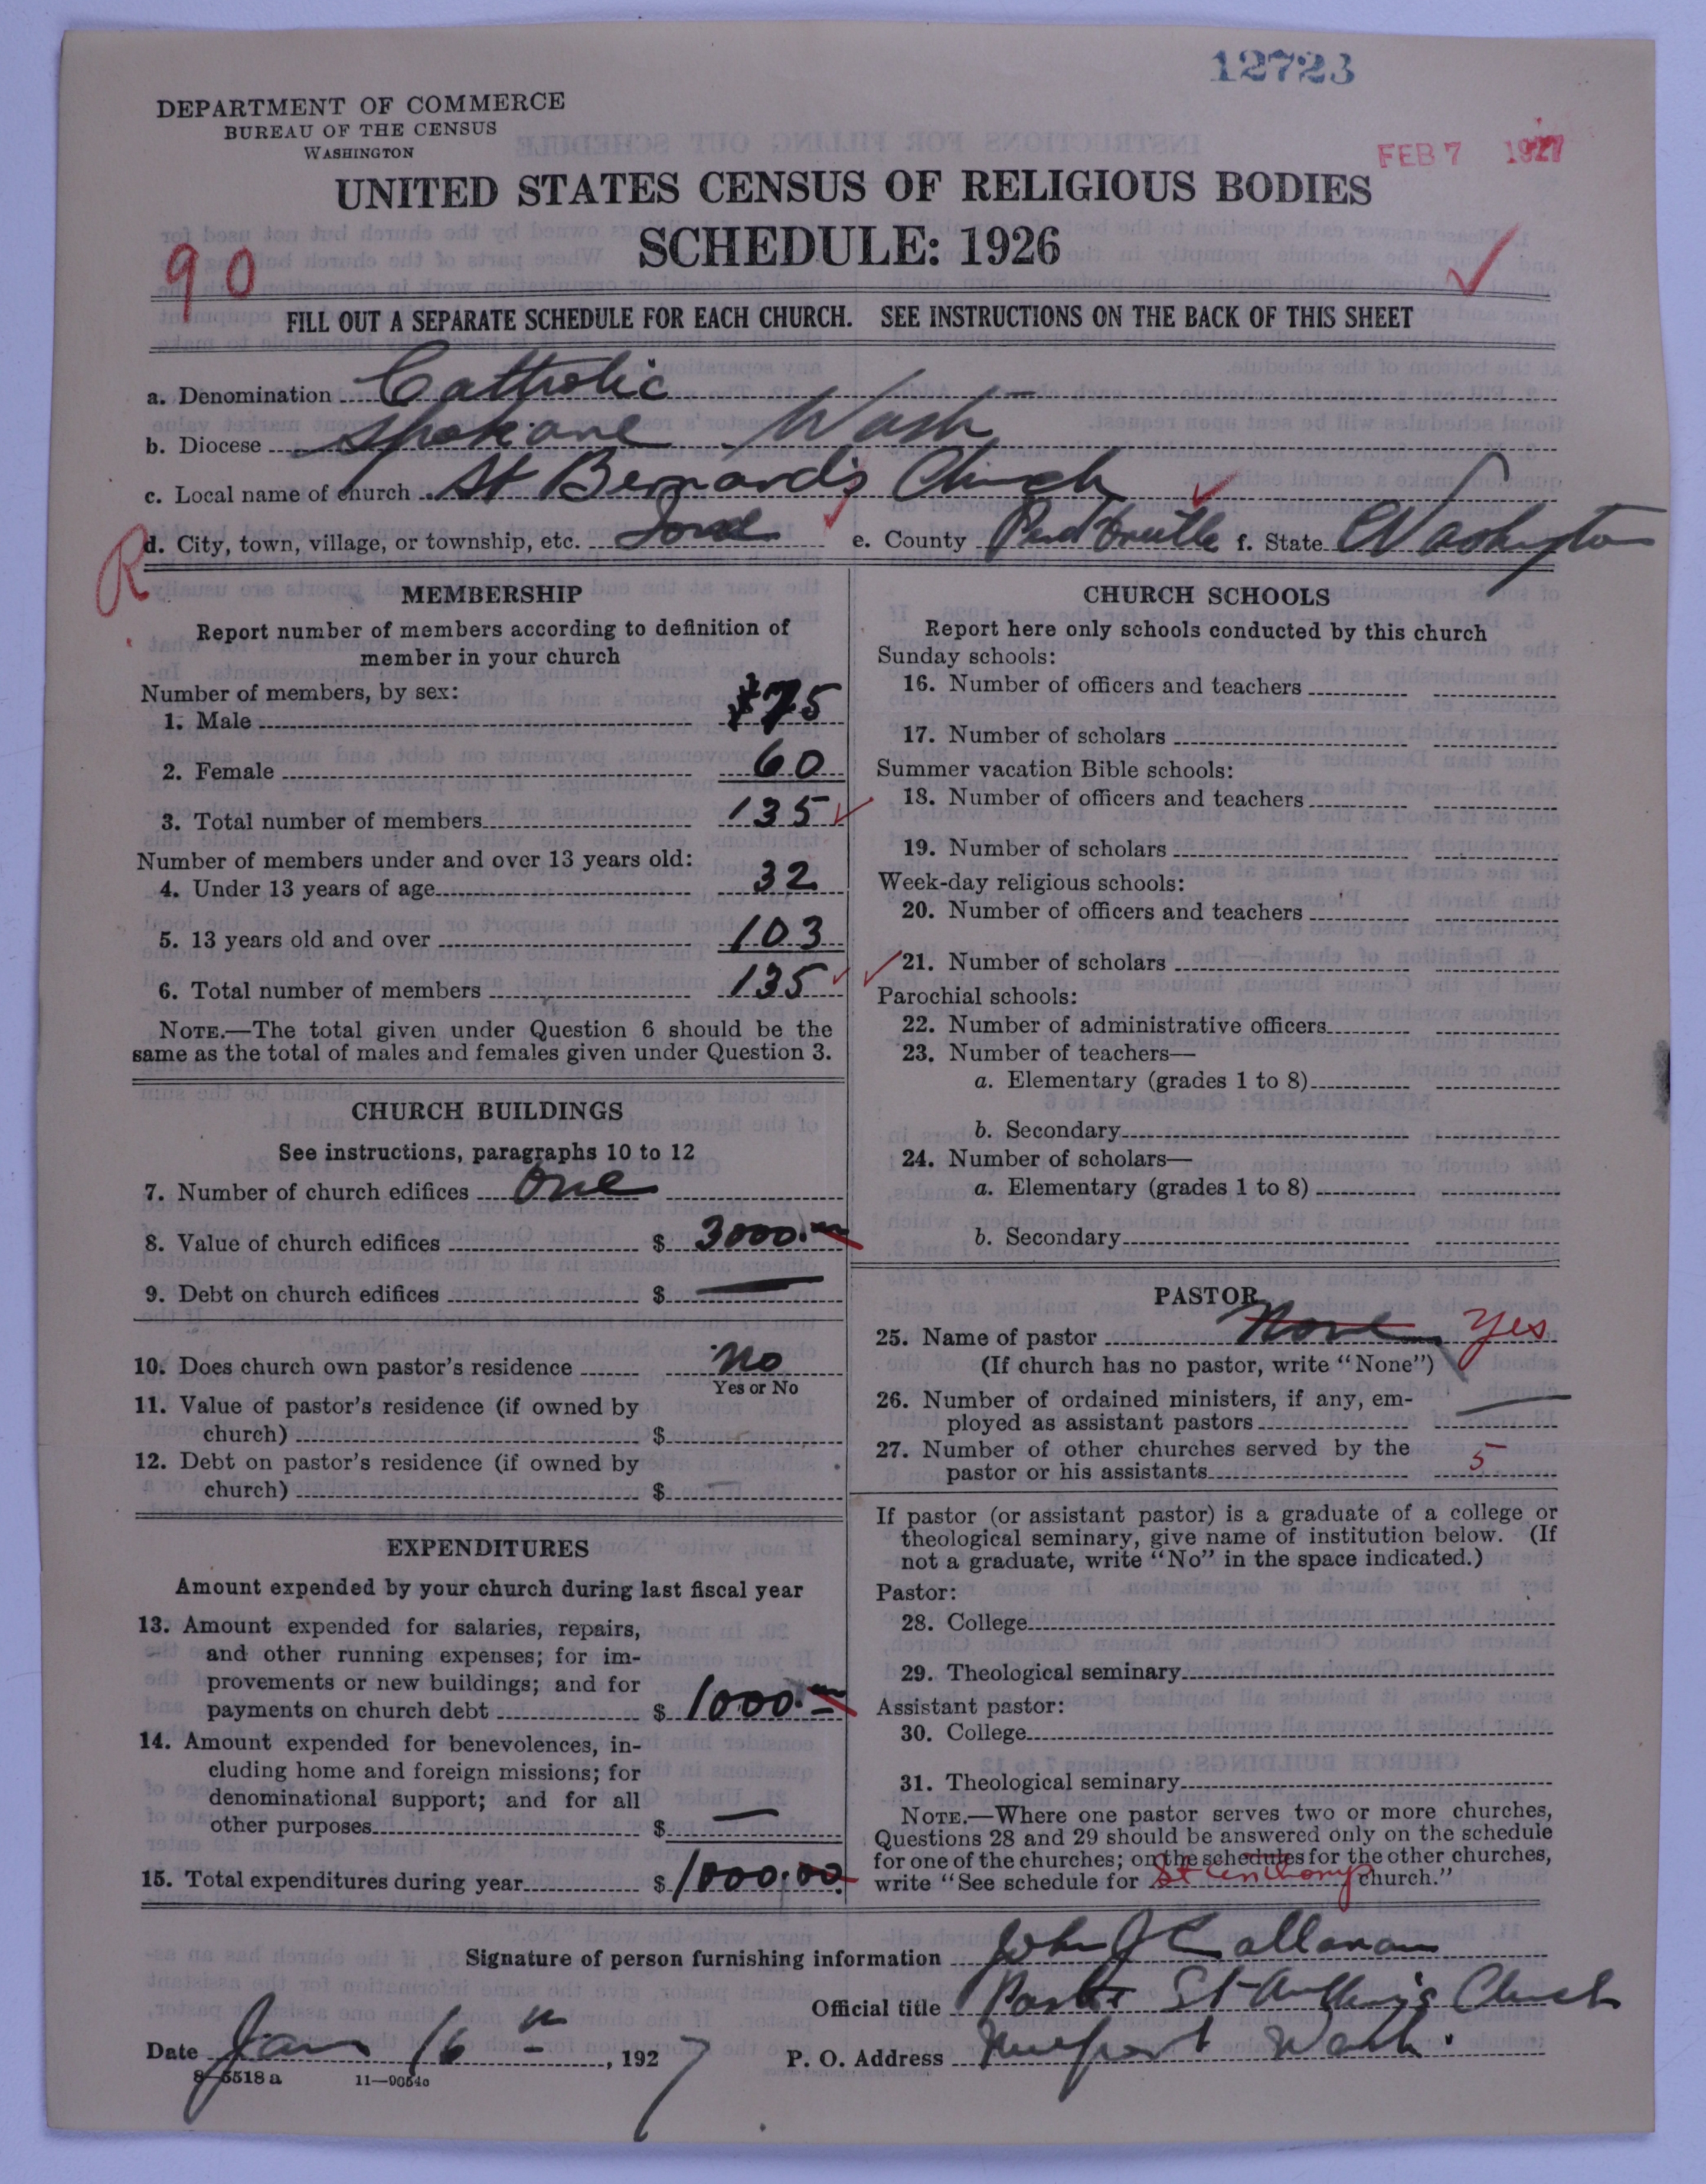 12723
DEPARTMENT OF COMMERCE
BUREAU OF THE CENSUS
WASHINGTON
FEB 7 1927
UNITED STATES CENSUS OF RELIGIOUS BODIES
SCHEDULE: 1926
90
FILL OUT A SEPARATE SCHEDULE FOR EACH CHURCH. SEE INSTRUCTIONS ON THE BACK OF THIS SHEET
a. Denomination Catholic
b. Diocese Spokane Wash
c. Local name of church St Bernard's Church
d. City, town, village, or township, etc. Ione e. County Pend Oreille f. State Washington
R
MEMBERSHIP
Report number of members according to definition of
member in your church
Number of members, by sex:
1. Male 75
2. Female 60
3. Total number of members 135
Number of members under and over 13 years old:
4. Under 13 years of age 32
5. 13 years old and over 103
6. Total number of members 135
NOTE.—The total given under Question 6 should be the
same as the total of males and females given under Question 3.
CHURCH BUILDINGS
See instructions, paragraphs 10 to 12
7. Number of church edifices One
8. Value of church edifices $ 3000.
9. Debt on church edifices $ —
10. Does church own pastor's residence No
Yes or No
11. Value of pastor's residence (if owned by
church) $
12. Debt on pastor's residence (if owned by
church) $
EXPENDITURES
Amount expended by your church during last fiscal year
13. Amount expended for salaries, repairs,
and other running expenses; for im-
provements or new buildings; and for
payments on church debt $ 1000.
14. Amount expended for benevolences, in-
cluding home and foreign missions; for
denominational support; and for all
other purposes $ —
15. Total expenditures during year $ 1000.00
CHURCH SCHOOLS
Report here only schools conducted by this church
Sunday schools:
16. Number of officers and teachers
17. Number of scholars
Summer vacation Bible schools:
18. Number of officers and teachers
19. Number of scholars
Week-day religious schools:
20. Number of officers and teachers
21. Number of scholars
Parochial schools:
22. Number of administrative officers
23. Number of teachers—
a. Elementary (grades 1 to 8)
b. Secondary
24. Number of scholars—
a. Elementary (grades 1 to 8)
b. Secondary
PASTOR
25. Name of pastor None Yes
(If church has no pastor, write "None")
26. Number of ordained ministers, if any, em-
ployed as assistant pastors —
27. Number of other churches served by the
pastor or his assistants 5
If pastor (or assistant pastor) is a graduate of a college or
theological seminary, give name of institution below. (If
not a graduate, write "No" in the space indicated.)
Pastor:
28. College
29. Theological seminary
Assistant pastor:
30. College
31. Theological seminary
NOTE.—Where one pastor serves two or more churches,
Questions 28 and 29 should be answered only on the schedule
for one of the churches; on the schedules for the other churches,
write "See schedule for St Anthony church."
Signature of person furnishing information John J Callanan
Official title Pastor St Anthony's Church
Date Jan 16 th, 1927 P. O. Address Newport Wash.
8—5518a 11—9054c